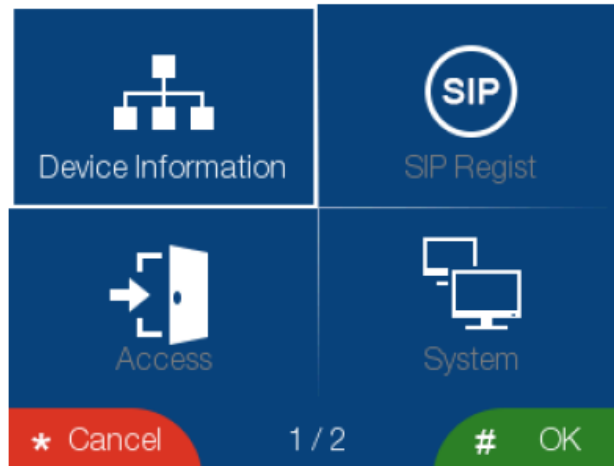 Device Information
SIP
SIP Regist
Access
System
* Cancel
1 / 2
# OK